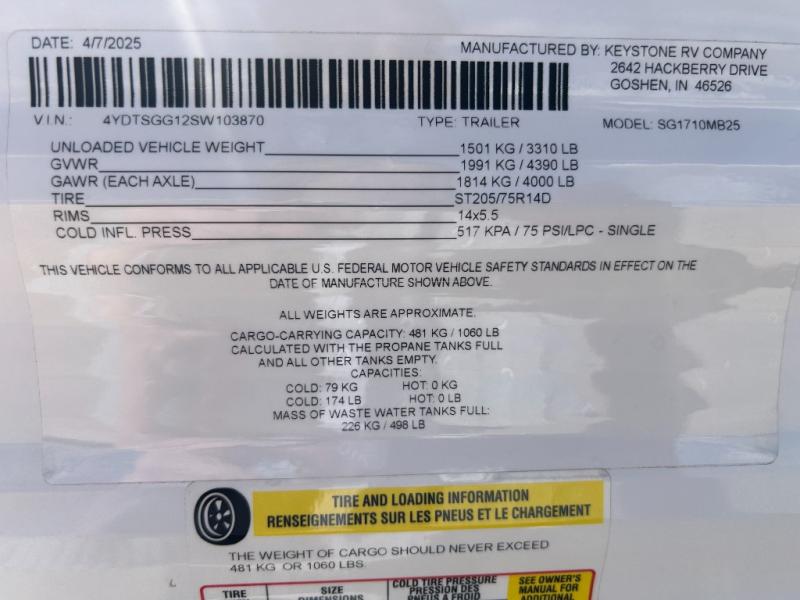 DATE: 4/7/2025
MANUFACTURED BY: KEYSTONE RV COMPANY
2642 HACKBERRY DRIVE
GOSHEN, IN 46526
V.I.N.: 4YDTSGG12SW103870 TYPE: TRAILER MODEL: SG1710MB25
UNLOADED VEHICLE WEIGHT 1501 KG / 3310 LB
GVWR 1991 KG / 4390 LB
GAWR (EACH AXLE) 1814 KG / 4000 LB
TIRE ST205/75R14D
RIMS 14x5.5
COLD INFL. PRESS 517 KPA / 75 PSI/LPC - SINGLE
THIS VEHICLE CONFORMS TO ALL APPLICABLE U.S. FEDERAL MOTOR VEHICLE SAFETY STANDARDS IN EFFECT ON THE
DATE OF MANUFACTURE SHOWN ABOVE.
ALL WEIGHTS ARE APPROXIMATE.
CARGO-CARRYING CAPACITY: 481 KG / 1060 LB
CALCULATED WITH THE PROPANE TANKS FULL
AND ALL OTHER TANKS EMPTY.
CAPACITIES:
COLD: 79 KG HOT: 0 KG
COLD: 174 LB HOT: 0 LB
MASS OF WASTE WATER TANKS FULL:
226 KG / 498 LB
TIRE AND LOADING INFORMATION
RENSEIGNEMENTS SUR LES PNEUS ET LE CHARGEMENT
THE WEIGHT OF CARGO SHOULD NEVER EXCEED
481 KG OR 1060 LBS.
TIRE
SIZE
DIMENSIONS
COLD TIRE PRESSURE
PRESSION DES
PNEUS A FROID
SEE OWNER'S
MANUAL FOR
ADDITIONAL